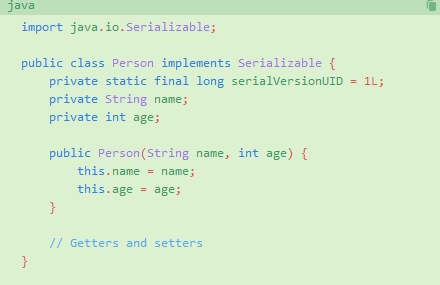 java
import java.io.Serializable;
public class Person implements Serializable {
private static final long serialVersionUID = 1L;
private String name;
private int age;
public Person(String name, int age) {
this.name = name;
this.age = age;
}
// Getters and setters
}